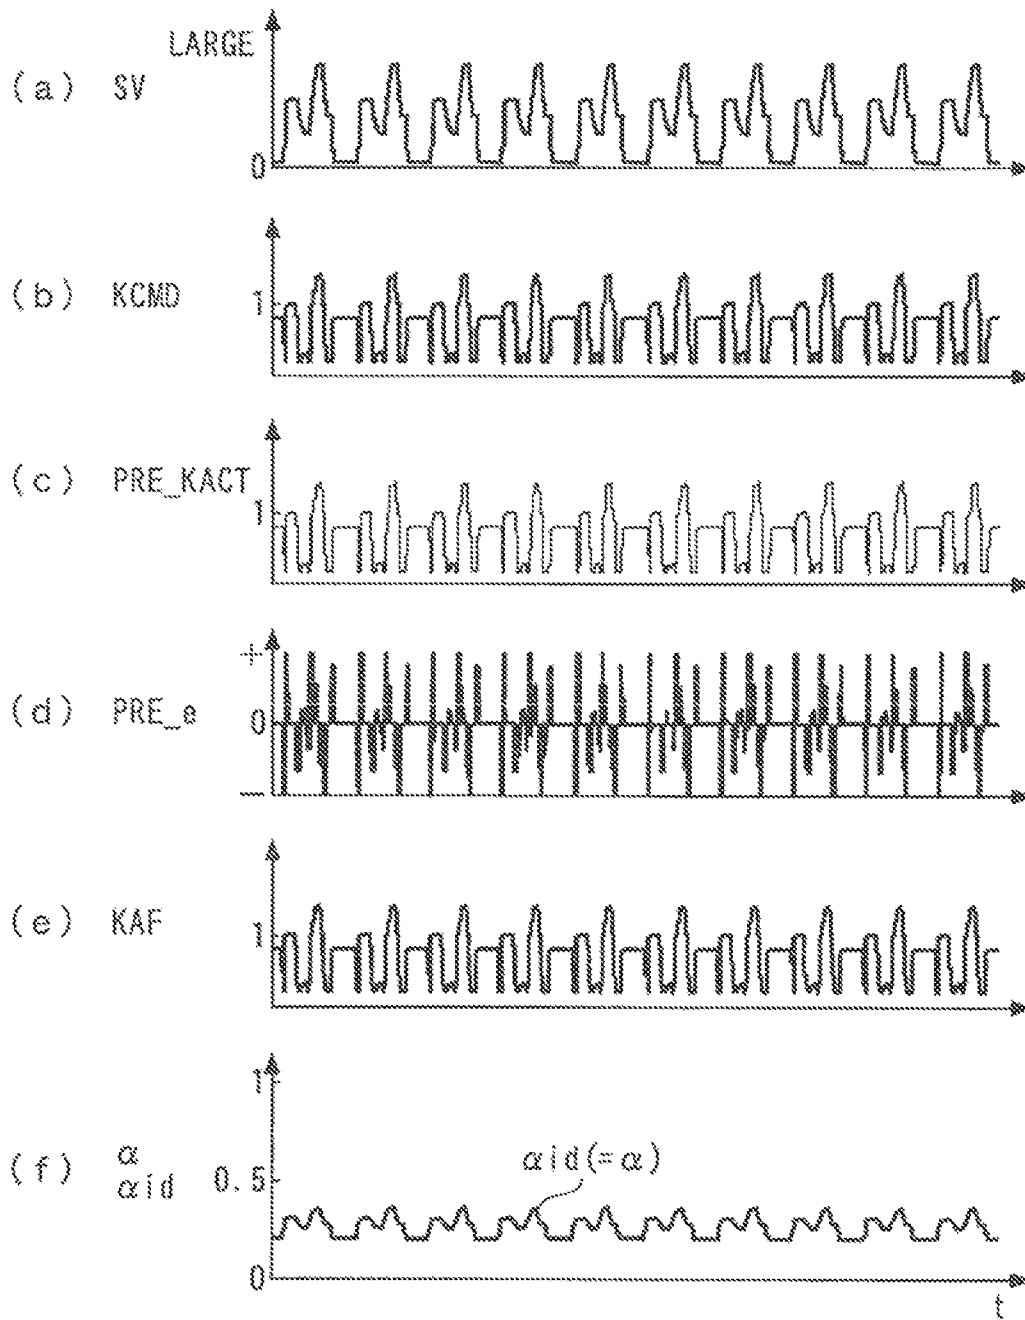 LARGE
(a) SV
0
(b) KCMD
1
(c) PRE_KACT
1
+
(d) PRE_e
0
−
(e) KAF
1
1
(f) α
αid
0.5
αid(=α)
0
t